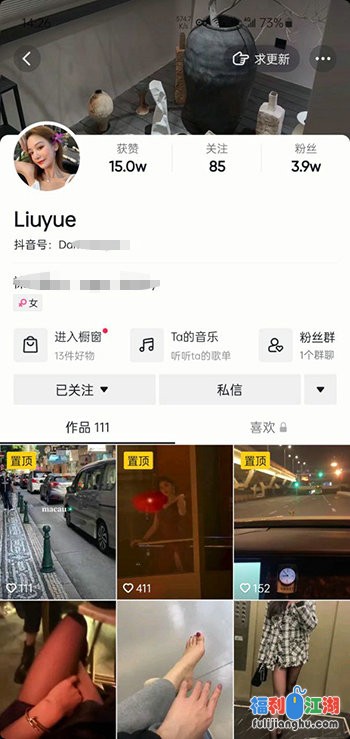 14:26
73%
求更新
获赞 关注 粉丝
15.0w 85 3.9w
Liuyue
抖音号：Da
女
进入橱窗 Ta的音乐 粉丝群
13件好物 听听ta的歌单 1个群聊
已关注 私信
作品 111 喜欢
置顶 置顶 置顶
macau
111 411 152
福利江湖
fulijianghu.com